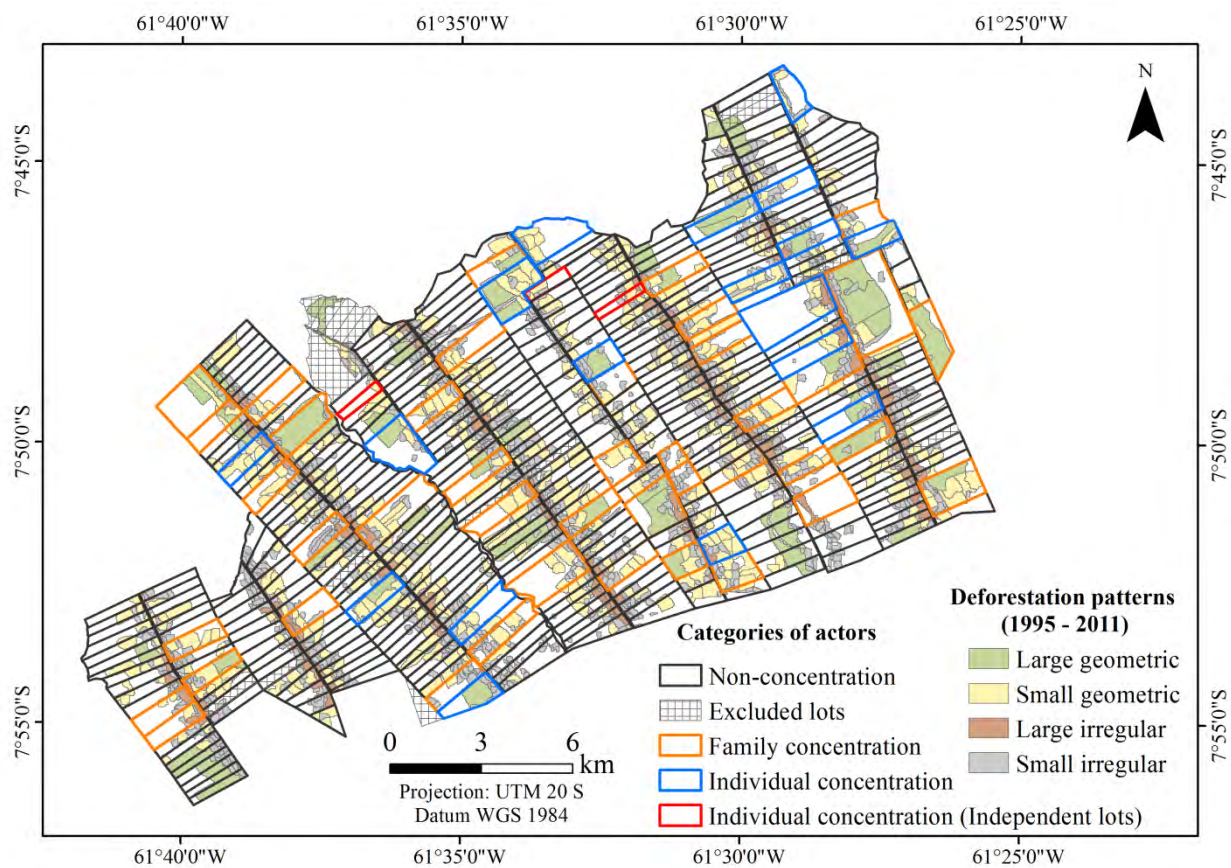 61°40'0"W 61°35'0"W 61°30'0"W 61°25'0"W
N
7°45'0"S 7°45'0"S
7°50'0"S 7°50'0"S
7°55'0"S 7°55'0"S
Categories of actors
Non-concentration
Excluded lots
Family concentration
Individual concentration
Individual concentration (Independent lots)
Deforestation patterns
(1995 - 2011)
Large geometric
Small geometric
Large irregular
Small irregular
0 3 6
km
Projection: UTM 20 S
Datum WGS 1984
61°40'0"W 61°35'0"W 61°30'0"W 61°25'0"W